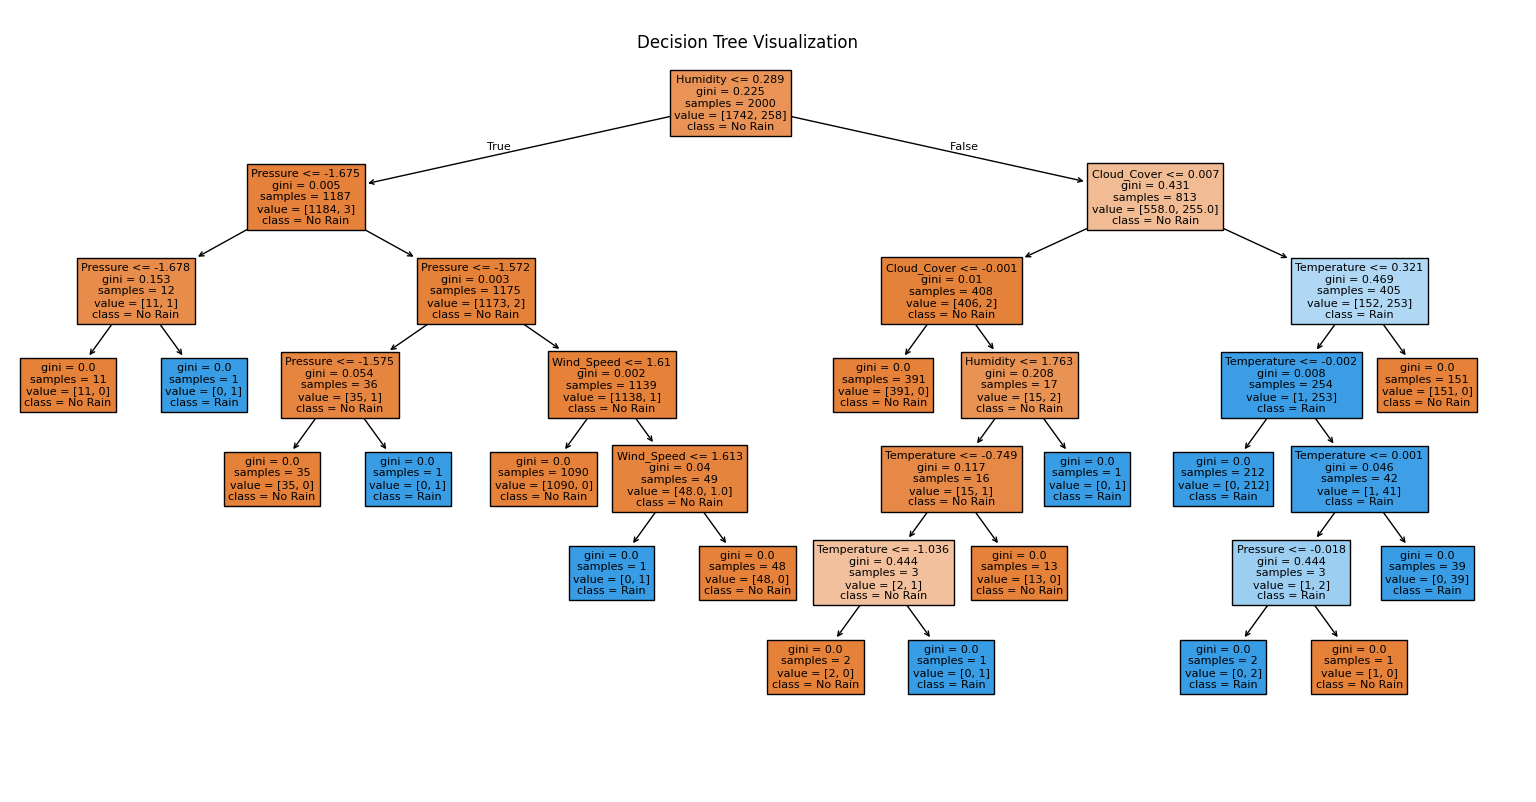 Decision Tree Visualization
Humidity <= 0.289
gini = 0.225
samples = 2000
value = [1742, 258]
class = No Rain
True
False
Pressure <= -1.675
gini = 0.005
samples = 1187
value = [1184, 3]
class = No Rain
Cloud_Cover <= 0.007
gini = 0.431
samples = 813
value = [558.0, 255.0]
class = No Rain
Pressure <= -1.678
gini = 0.153
samples = 12
value = [11, 1]
class = No Rain
Pressure <= -1.572
gini = 0.003
samples = 1175
value = [1173, 2]
class = No Rain
Cloud_Cover <= -0.001
gini = 0.01
samples = 408
value = [406, 2]
class = No Rain
Temperature <= 0.321
gini = 0.469
samples = 405
value = [152, 253]
class = Rain
gini = 0.0
samples = 11
value = [11, 0]
class = No Rain
gini = 0.0
samples = 1
value = [0, 1]
class = Rain
Pressure <= -1.575
gini = 0.054
samples = 36
value = [35, 1]
class = No Rain
Wind_Speed <= 1.61
gini = 0.002
samples = 1139
value = [1138, 1]
class = No Rain
gini = 0.0
samples = 391
value = [391, 0]
class = No Rain
Humidity <= 1.763
gini = 0.208
samples = 17
value = [15, 2]
class = No Rain
Temperature <= -0.002
gini = 0.008
samples = 254
value = [1, 253]
class = Rain
gini = 0.0
samples = 151
value = [151, 0]
class = No Rain
gini = 0.0
samples = 35
value = [35, 0]
class = No Rain
gini = 0.0
samples = 1
value = [0, 1]
class = Rain
gini = 0.0
samples = 1090
value = [1090, 0]
class = No Rain
Wind_Speed <= 1.613
gini = 0.04
samples = 49
value = [48.0, 1.0]
class = No Rain
Temperature <= -0.749
gini = 0.117
samples = 16
value = [15, 1]
class = No Rain
gini = 0.0
samples = 1
value = [0, 1]
class = Rain
gini = 0.0
samples = 212
value = [0, 212]
class = Rain
Temperature <= 0.001
gini = 0.046
samples = 42
value = [1, 41]
class = Rain
gini = 0.0
samples = 1
value = [0, 1]
class = Rain
gini = 0.0
samples = 48
value = [48, 0]
class = No Rain
Temperature <= -1.036
gini = 0.444
samples = 3
value = [2, 1]
class = No Rain
gini = 0.0
samples = 13
value = [13, 0]
class = No Rain
Pressure <= -0.018
gini = 0.444
samples = 3
value = [1, 2]
class = Rain
gini = 0.0
samples = 39
value = [0, 39]
class = Rain
gini = 0.0
samples = 2
value = [2, 0]
class = No Rain
gini = 0.0
samples = 1
value = [0, 1]
class = Rain
gini = 0.0
samples = 2
value = [0, 2]
class = Rain
gini = 0.0
samples = 1
value = [1, 0]
class = No Rain